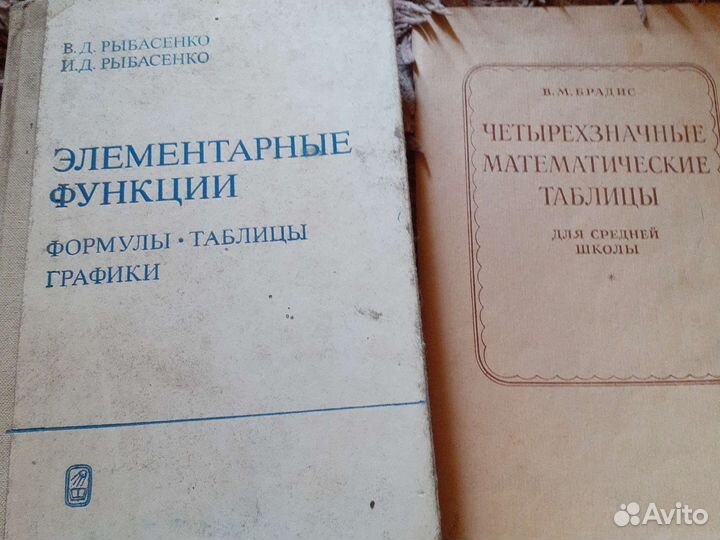 В. Д. РЫБАСЕНКО
И. Д. РЫБАСЕНКО
ЭЛЕМЕНТАРНЫЕ
ФУНКЦИИ
ФОРМУЛЫ · ТАБЛИЦЫ
ГРАФИКИ
В. М. БРАДИС
ЧЕТЫРЕХЗНАЧНЫЕ
МАТЕМАТИЧЕСКИЕ
ТАБЛИЦЫ
ДЛЯ СРЕДНЕЙ
ШКОЛЫ
*
Avito